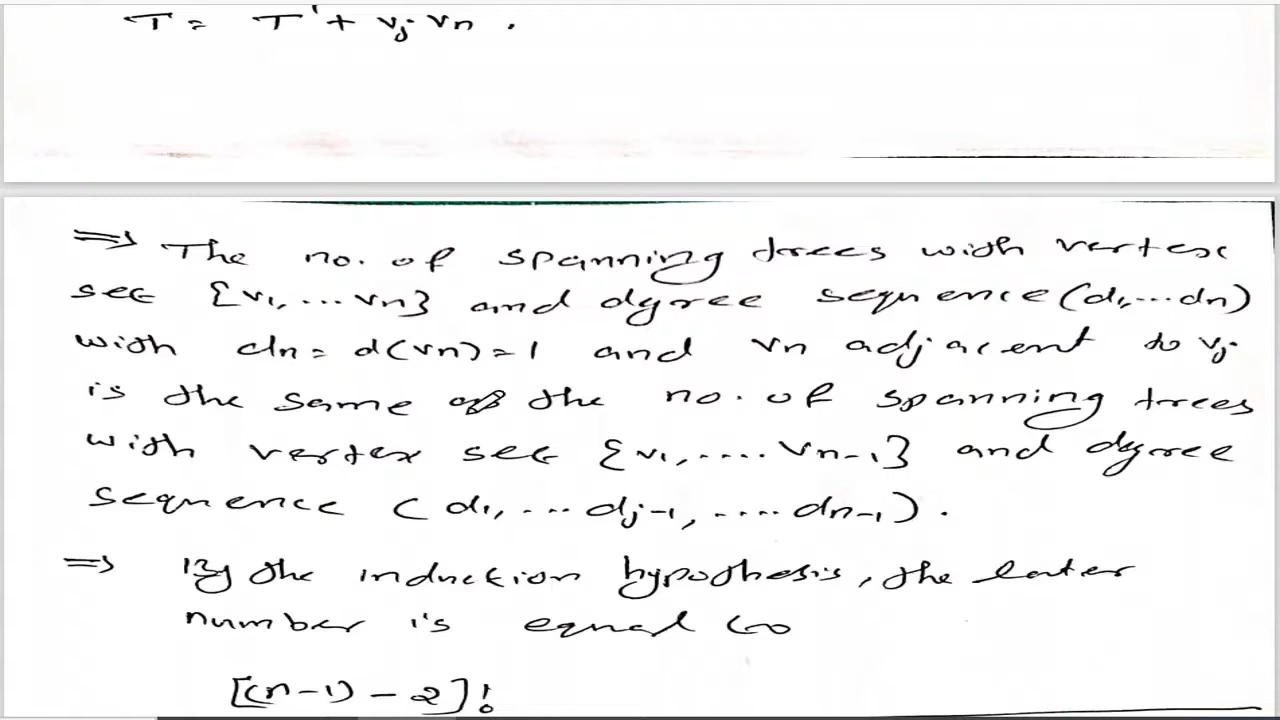 T = T' + vj vn .
=> The no. of spanning trees with vertex
set {v1, ... vn} and degree sequence (d1, ... dn)
with dn = d(vn) = 1 and vn adjacent to vj
is the same as the no. of spanning trees
with vertex set {v1, .... vn-1} and degree
sequence (d1, ... dj-1, .... dn-1) .
=> By the induction hypothesis, the later
number is equal to
[(n-1) - 2]!